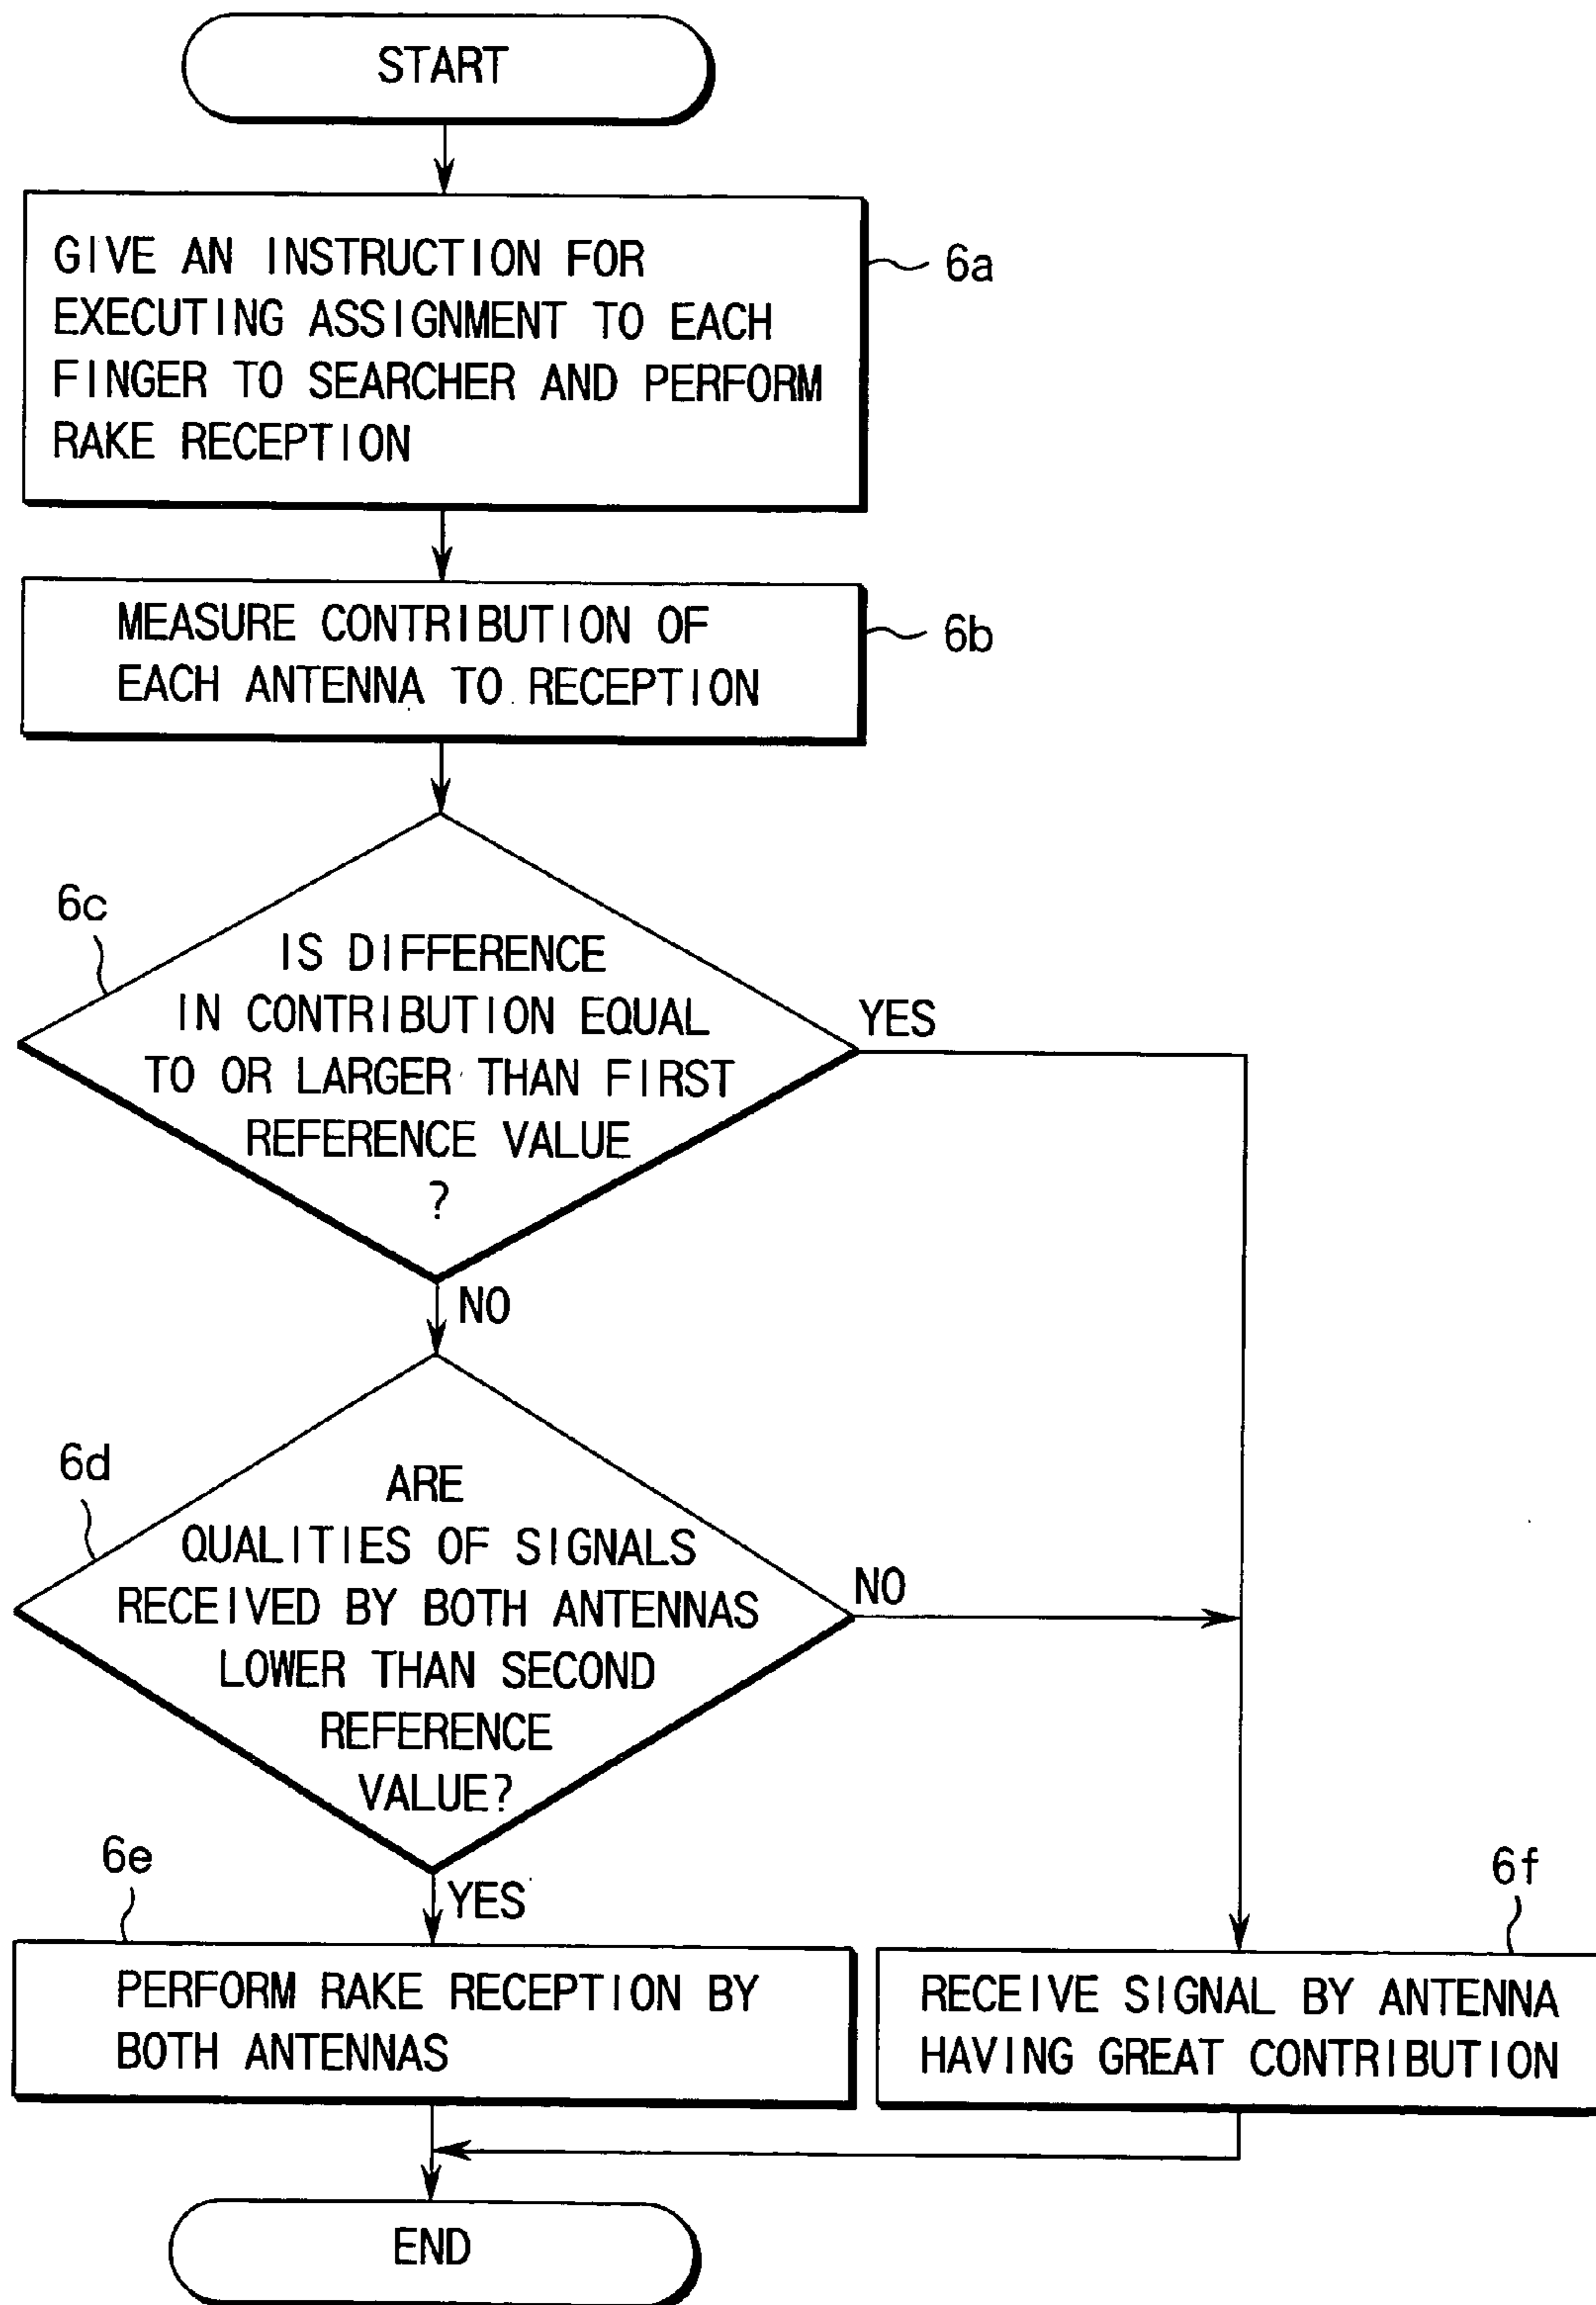 START
GIVE AN INSTRUCTION FOR
EXECUTING ASSIGNMENT TO EACH
FINGER TO SEARCHER AND PERFORM
RAKE RECEPTION
6a
MEASURE CONTRIBUTION OF
EACH ANTENNA TO RECEPTION
6b
6c
IS DIFFERENCE
IN CONTRIBUTION EQUAL
TO OR LARGER THAN FIRST
REFERENCE VALUE
?
YES
NO
6d
ARE
QUALITIES OF SIGNALS
RECEIVED BY BOTH ANTENNAS
LOWER THAN SECOND
REFERENCE
VALUE?
NO
YES
6e
PERFORM RAKE RECEPTION BY
BOTH ANTENNAS
6f
RECEIVE SIGNAL BY ANTENNA
HAVING GREAT CONTRIBUTION
END